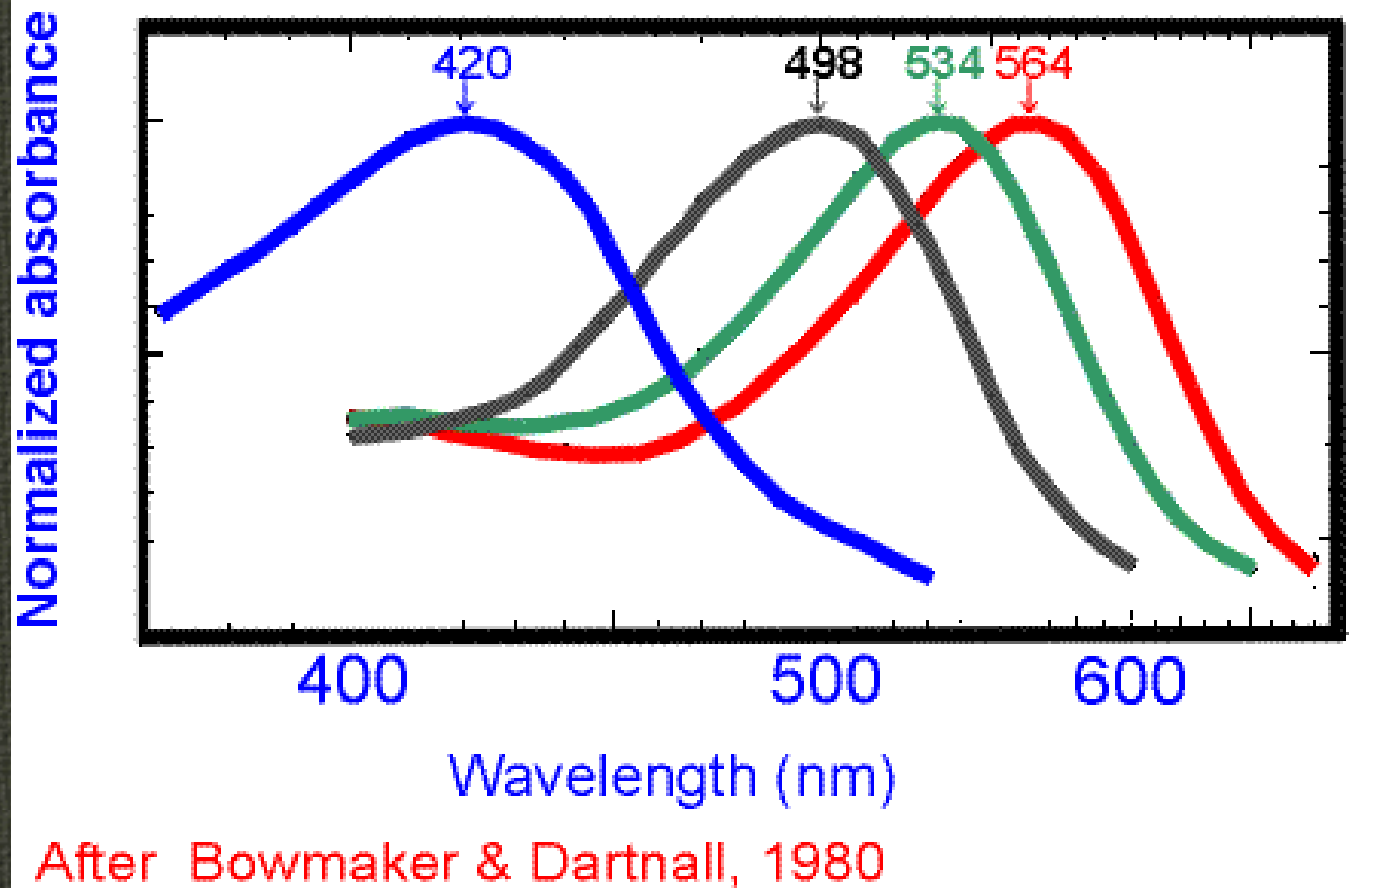 Normalized absorbance
420 498 534 564
400 500 600
Wavelength (nm)
After Bowmaker & Dartnall, 1980